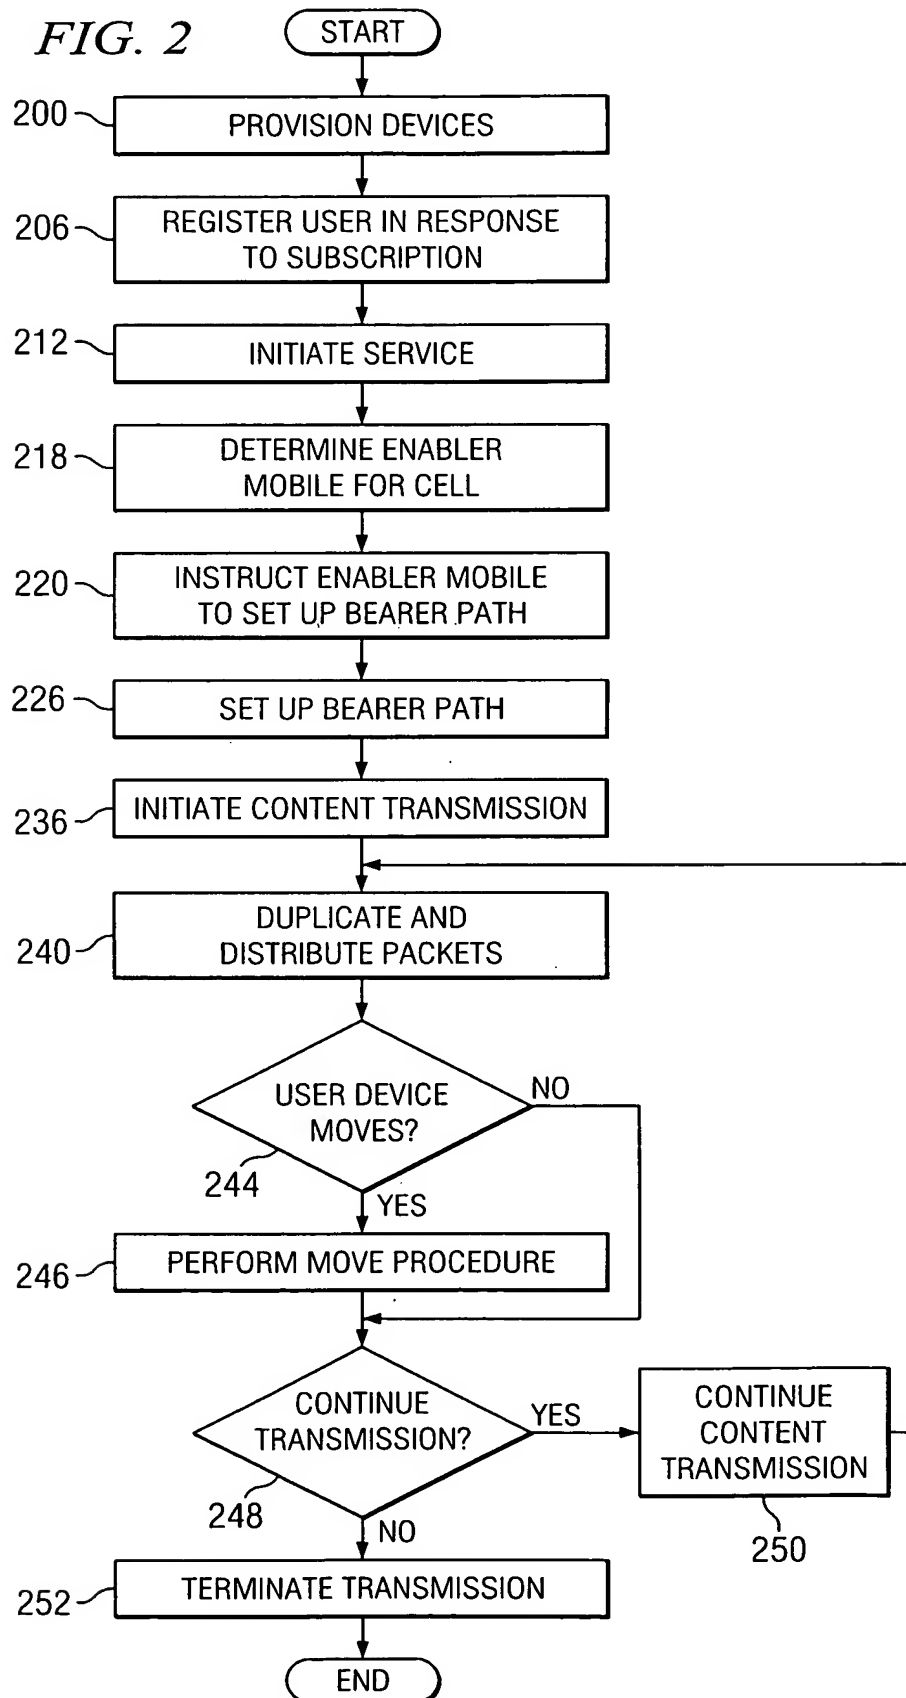 FIG. 2
START
200
PROVISION DEVICES
206
REGISTER USER IN RESPONSE
TO SUBSCRIPTION
212
INITIATE SERVICE
218
DETERMINE ENABLER
MOBILE FOR CELL
220
INSTRUCT ENABLER MOBILE
TO SET UP BEARER PATH
226
SET UP BEARER PATH
236
INITIATE CONTENT TRANSMISSION
240
DUPLICATE AND
DISTRIBUTE PACKETS
USER DEVICE
MOVES?
NO
244
YES
246
PERFORM MOVE PROCEDURE
CONTINUE
TRANSMISSION?
YES
CONTINUE
CONTENT
TRANSMISSION
248
NO
250
252
TERMINATE TRANSMISSION
END